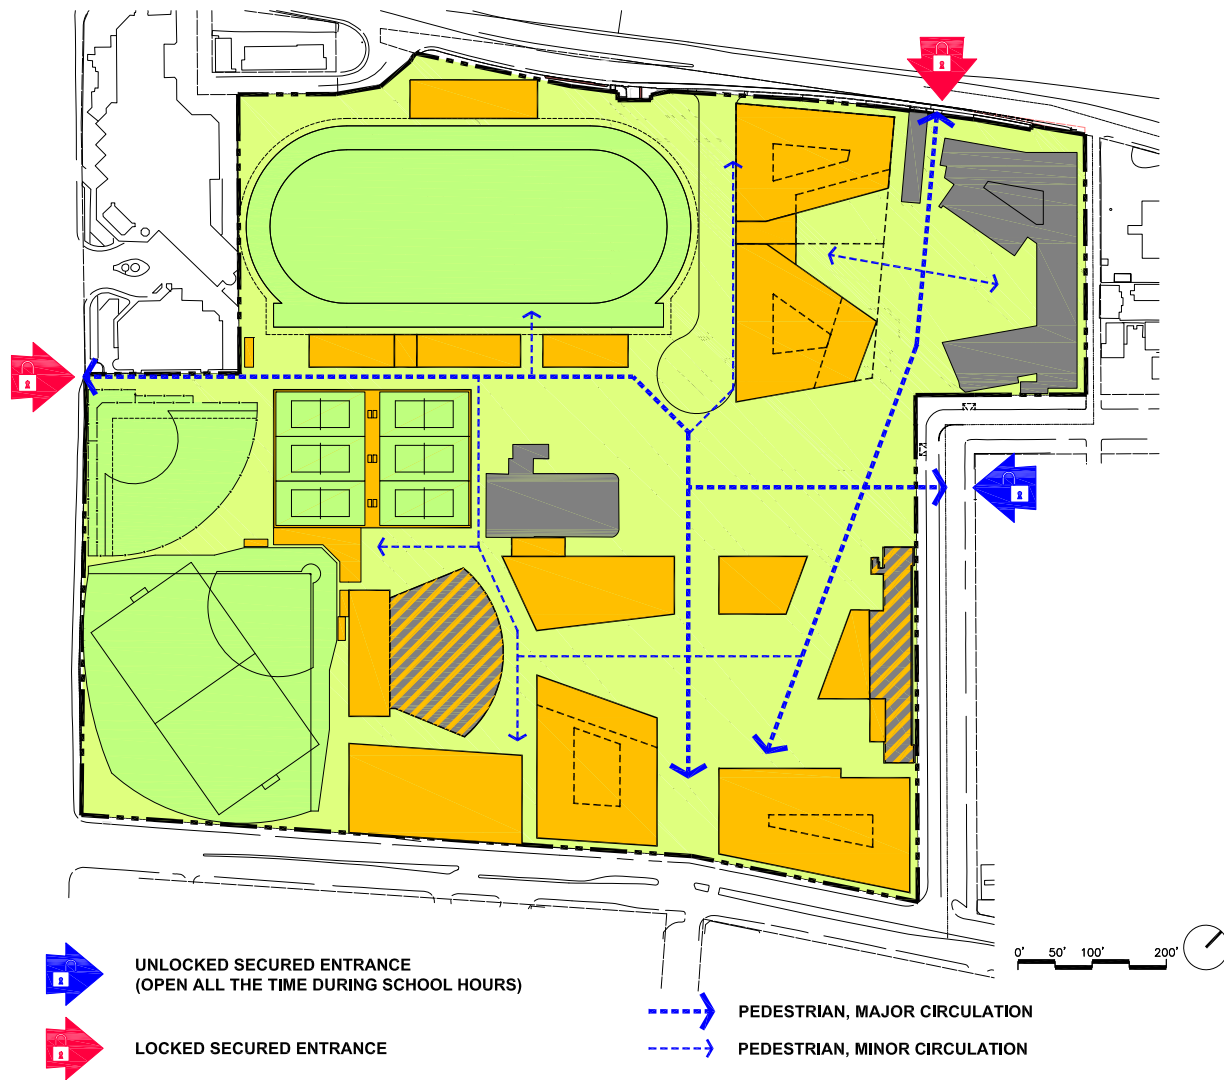 UNLOCKED SECURED ENTRANCE
(OPEN ALL THE TIME DURING SCHOOL HOURS)
LOCKED SECURED ENTRANCE
PEDESTRIAN, MAJOR CIRCULATION
PEDESTRIAN, MINOR CIRCULATION
0' 50' 100' 200'